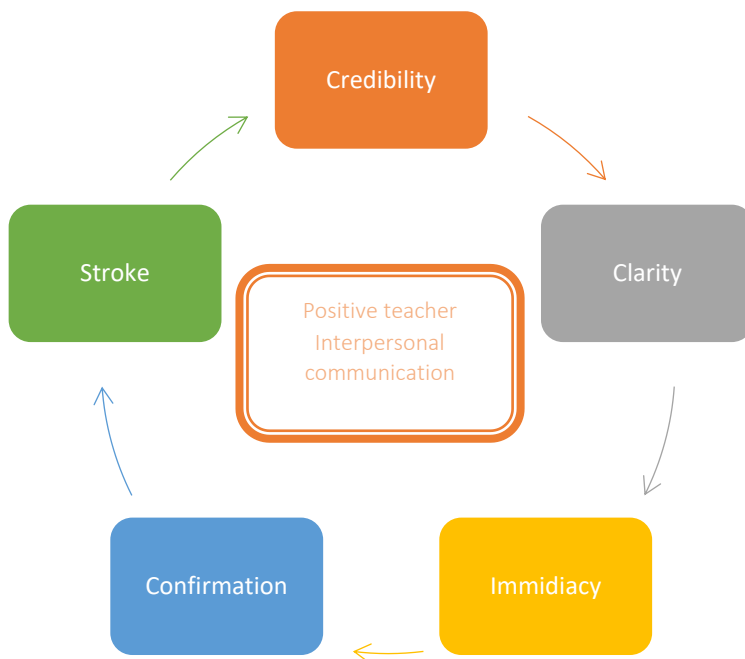 Credibility
Stroke
Clarity
Positive teacher
Interpersonal
communication
Confirmation
Immidiacy